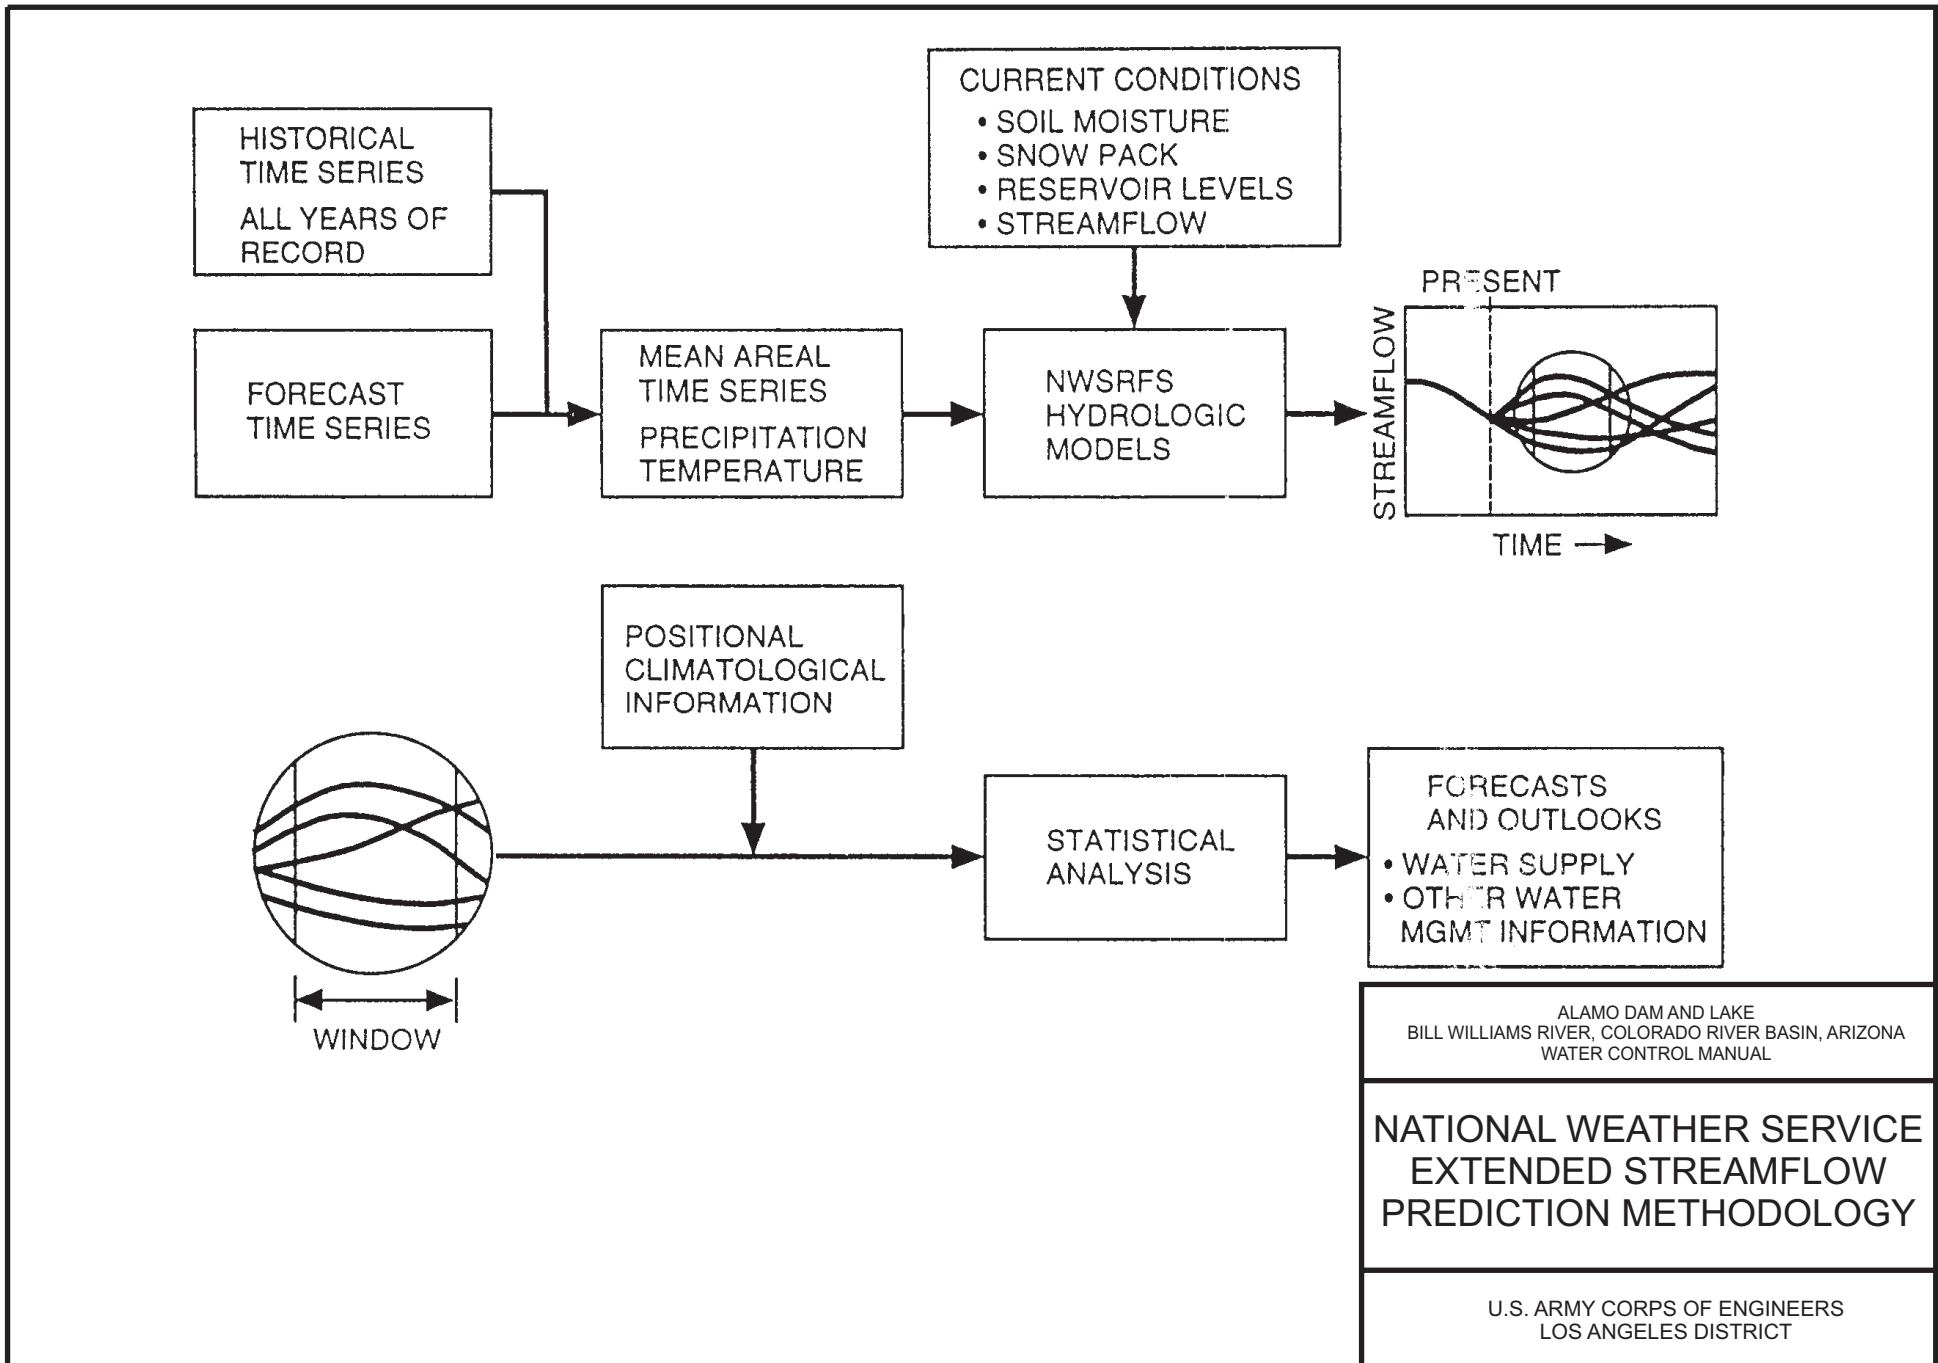 HISTORICAL
TIME SERIES
ALL YEARS OF
RECORD
CURRENT CONDITIONS
• SOIL MOISTURE
• SNOW PACK
• RESERVOIR LEVELS
• STREAMFLOW
FORECAST
TIME SERIES
MEAN AREAL
TIME SERIES
PRECIPITATION
TEMPERATURE
NWSRFS
HYDROLOGIC
MODELS
PRESENT
STREAMFLOW
TIME
POSITIONAL
CLIMATOLOGICAL
INFORMATION
WINDOW
STATISTICAL
ANALYSIS
FORECASTS
AND OUTLOOKS
• WATER SUPPLY
• OTHER WATER
MGMT INFORMATION
ALAMO DAM AND LAKE
BILL WILLIAMS RIVER, COLORADO RIVER BASIN, ARIZONA
WATER CONTROL MANUAL
NATIONAL WEATHER SERVICE
EXTENDED STREAMFLOW
PREDICTION METHODOLOGY
U.S. ARMY CORPS OF ENGINEERS
LOS ANGELES DISTRICT